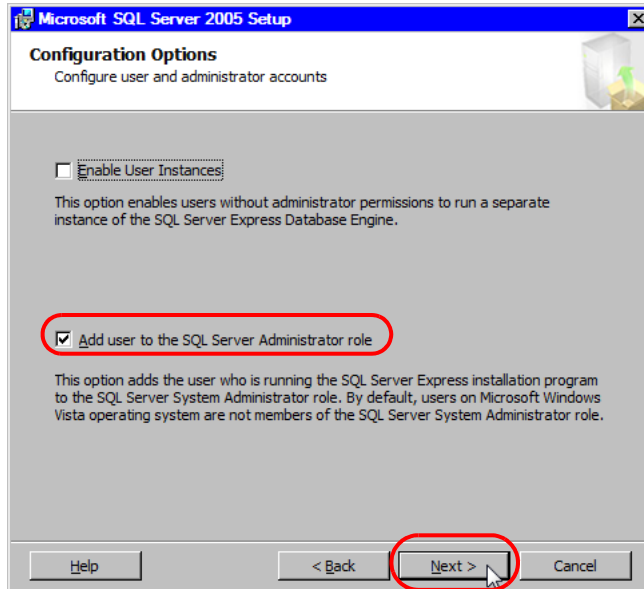 Microsoft SQL Server 2005 Setup
Configuration Options
Configure user and administrator accounts
Enable User Instances
This option enables users without administrator permissions to run a separate
instance of the SQL Server Express Database Engine.
Add user to the SQL Server Administrator role
This option adds the user who is running the SQL Server Express installation program
to the SQL Server System Administrator role. By default, users on Microsoft Windows
Vista operating system are not members of the SQL Server System Administrator role.
Help
< Back
Next >
Cancel